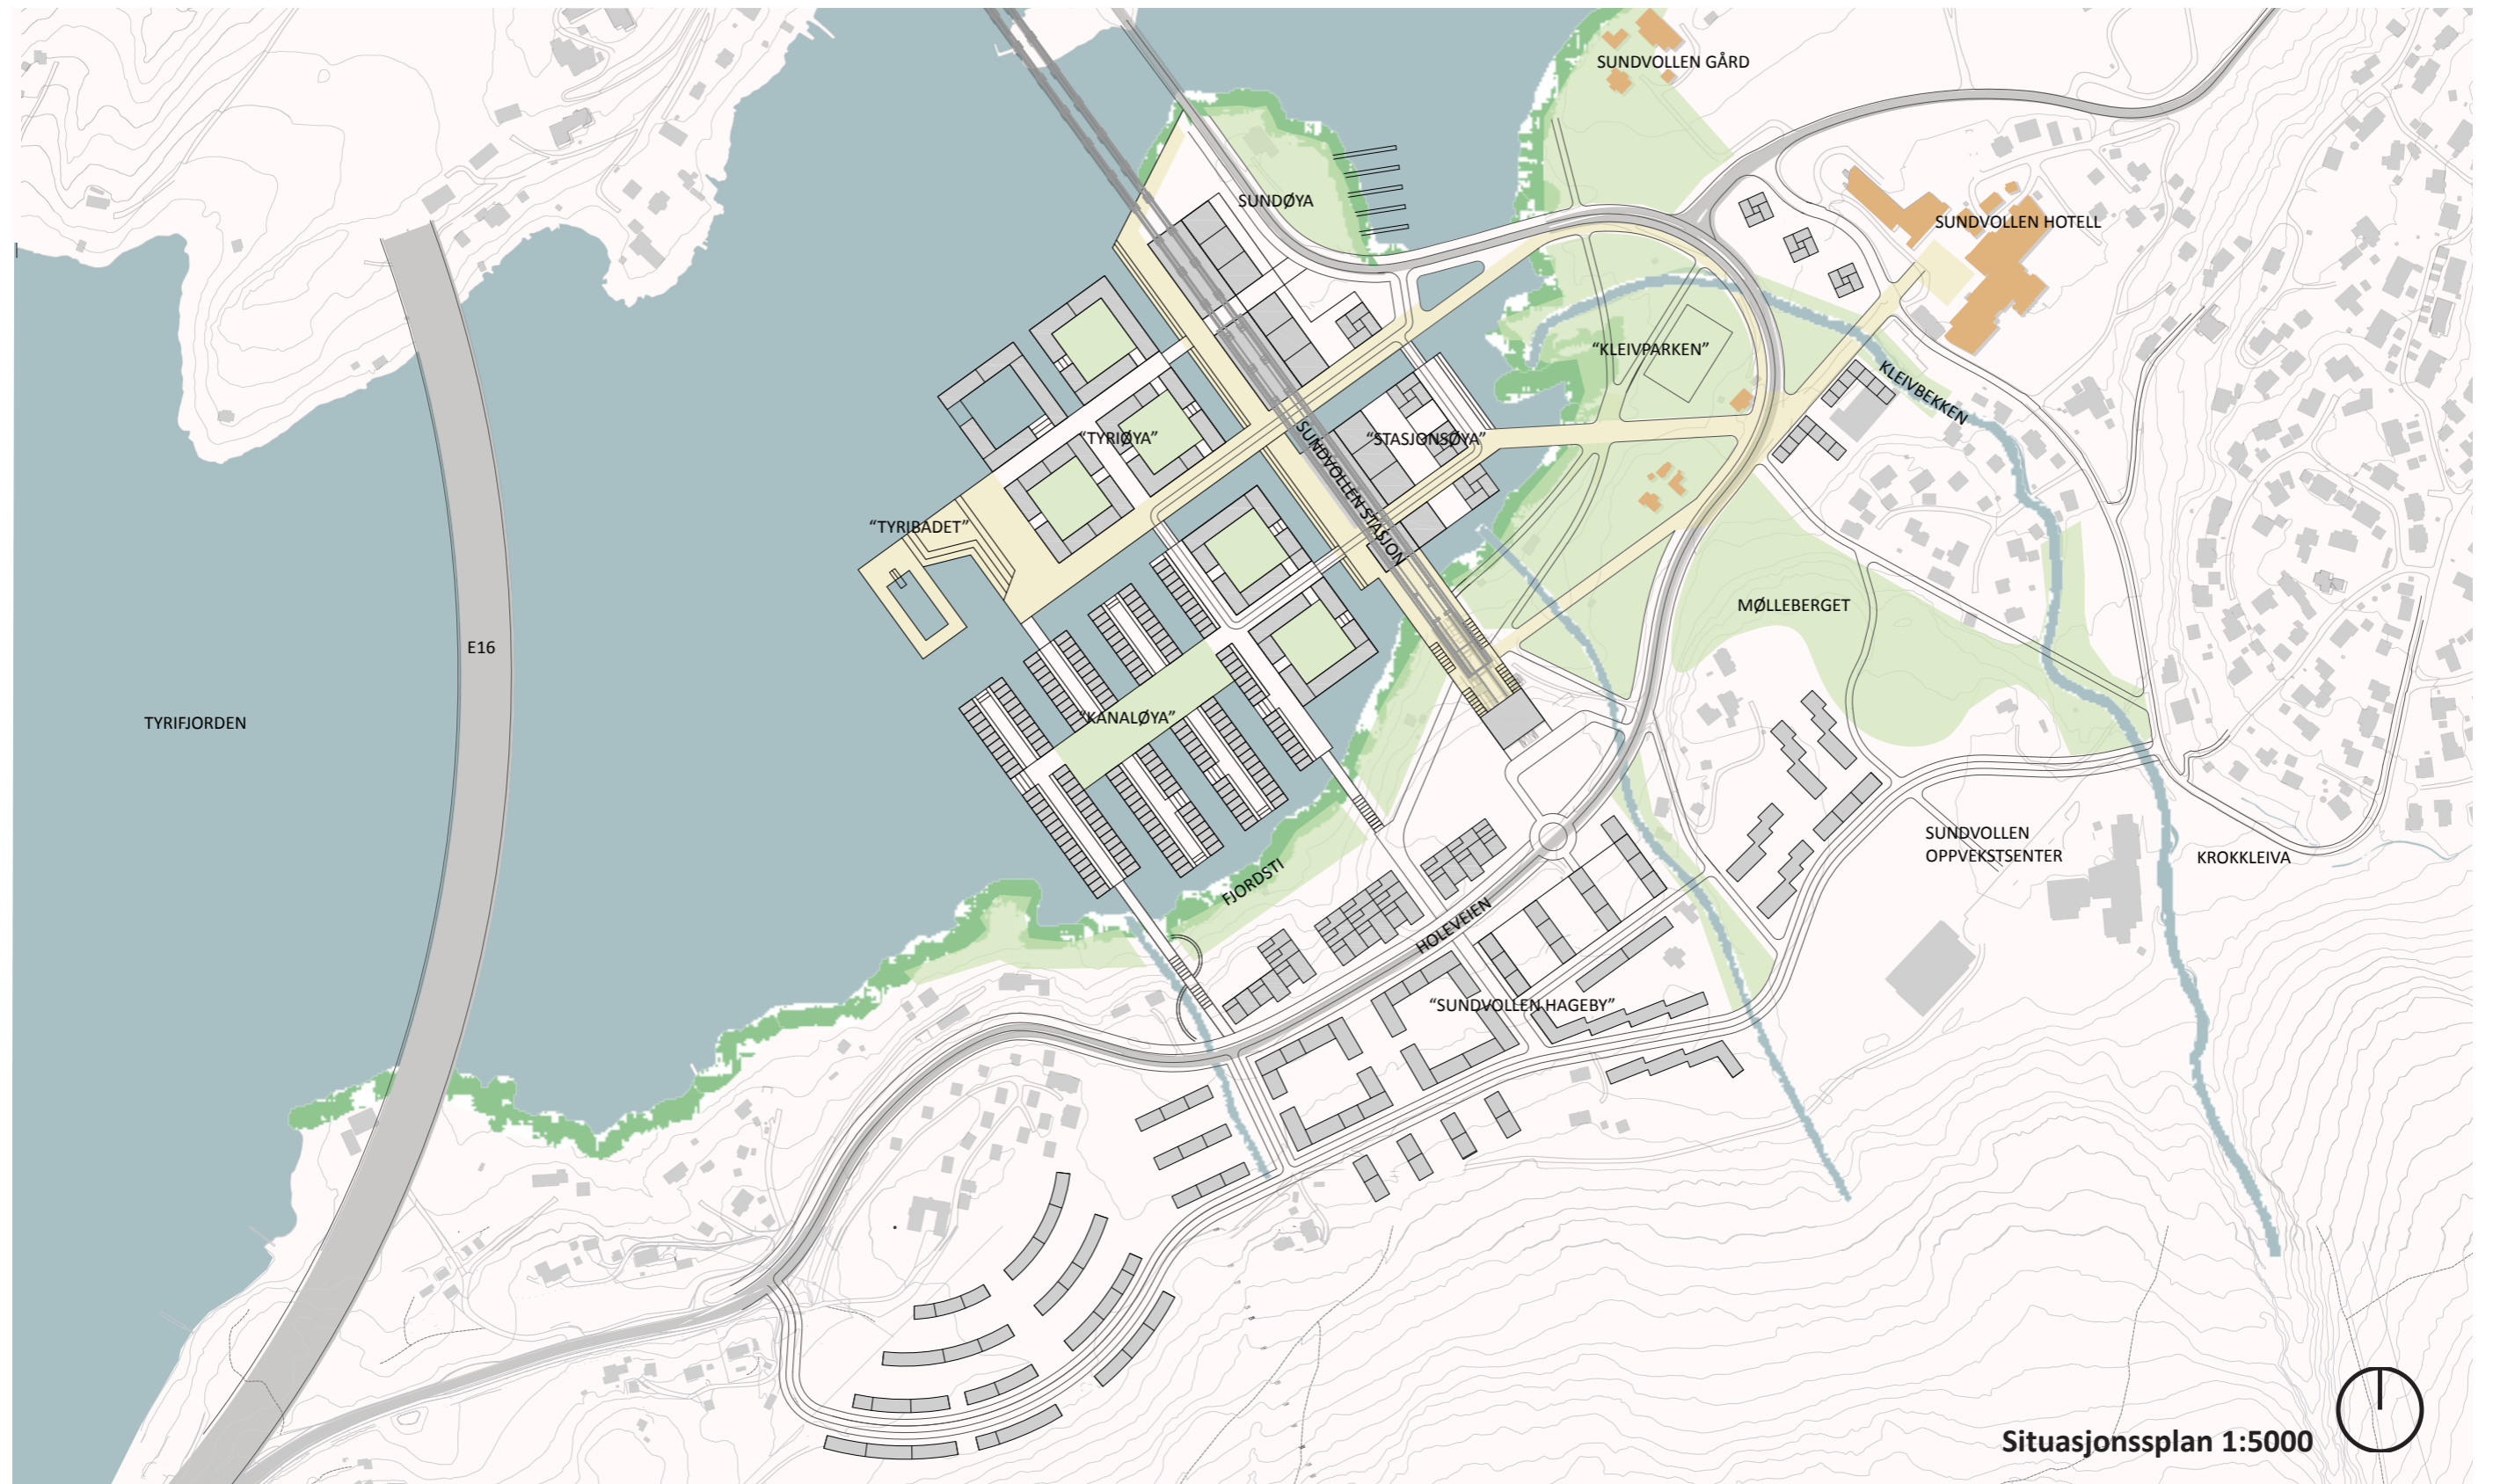 SUNDVOLLEN GÅRD
SUNDØYA
SUNDVOLLEN HOTELL
“KLEIVPARKEN”
KLEIVBEKKEN
“TYRIØYA”
SUNDVOLLEN STASJON
“STASJONSØYA”
“TYRIBADET”
MØLLEBERGET
E16
TYRIFJORDEN
“KANALØYA”
SUNDVOLLEN
OPPVEKSTSENTER
KROKKLEIVA
FJORDSTI
HOLEVEIEN
“SUNDVOLLEN HAGEBY”
Situasjonssplan 1:5000